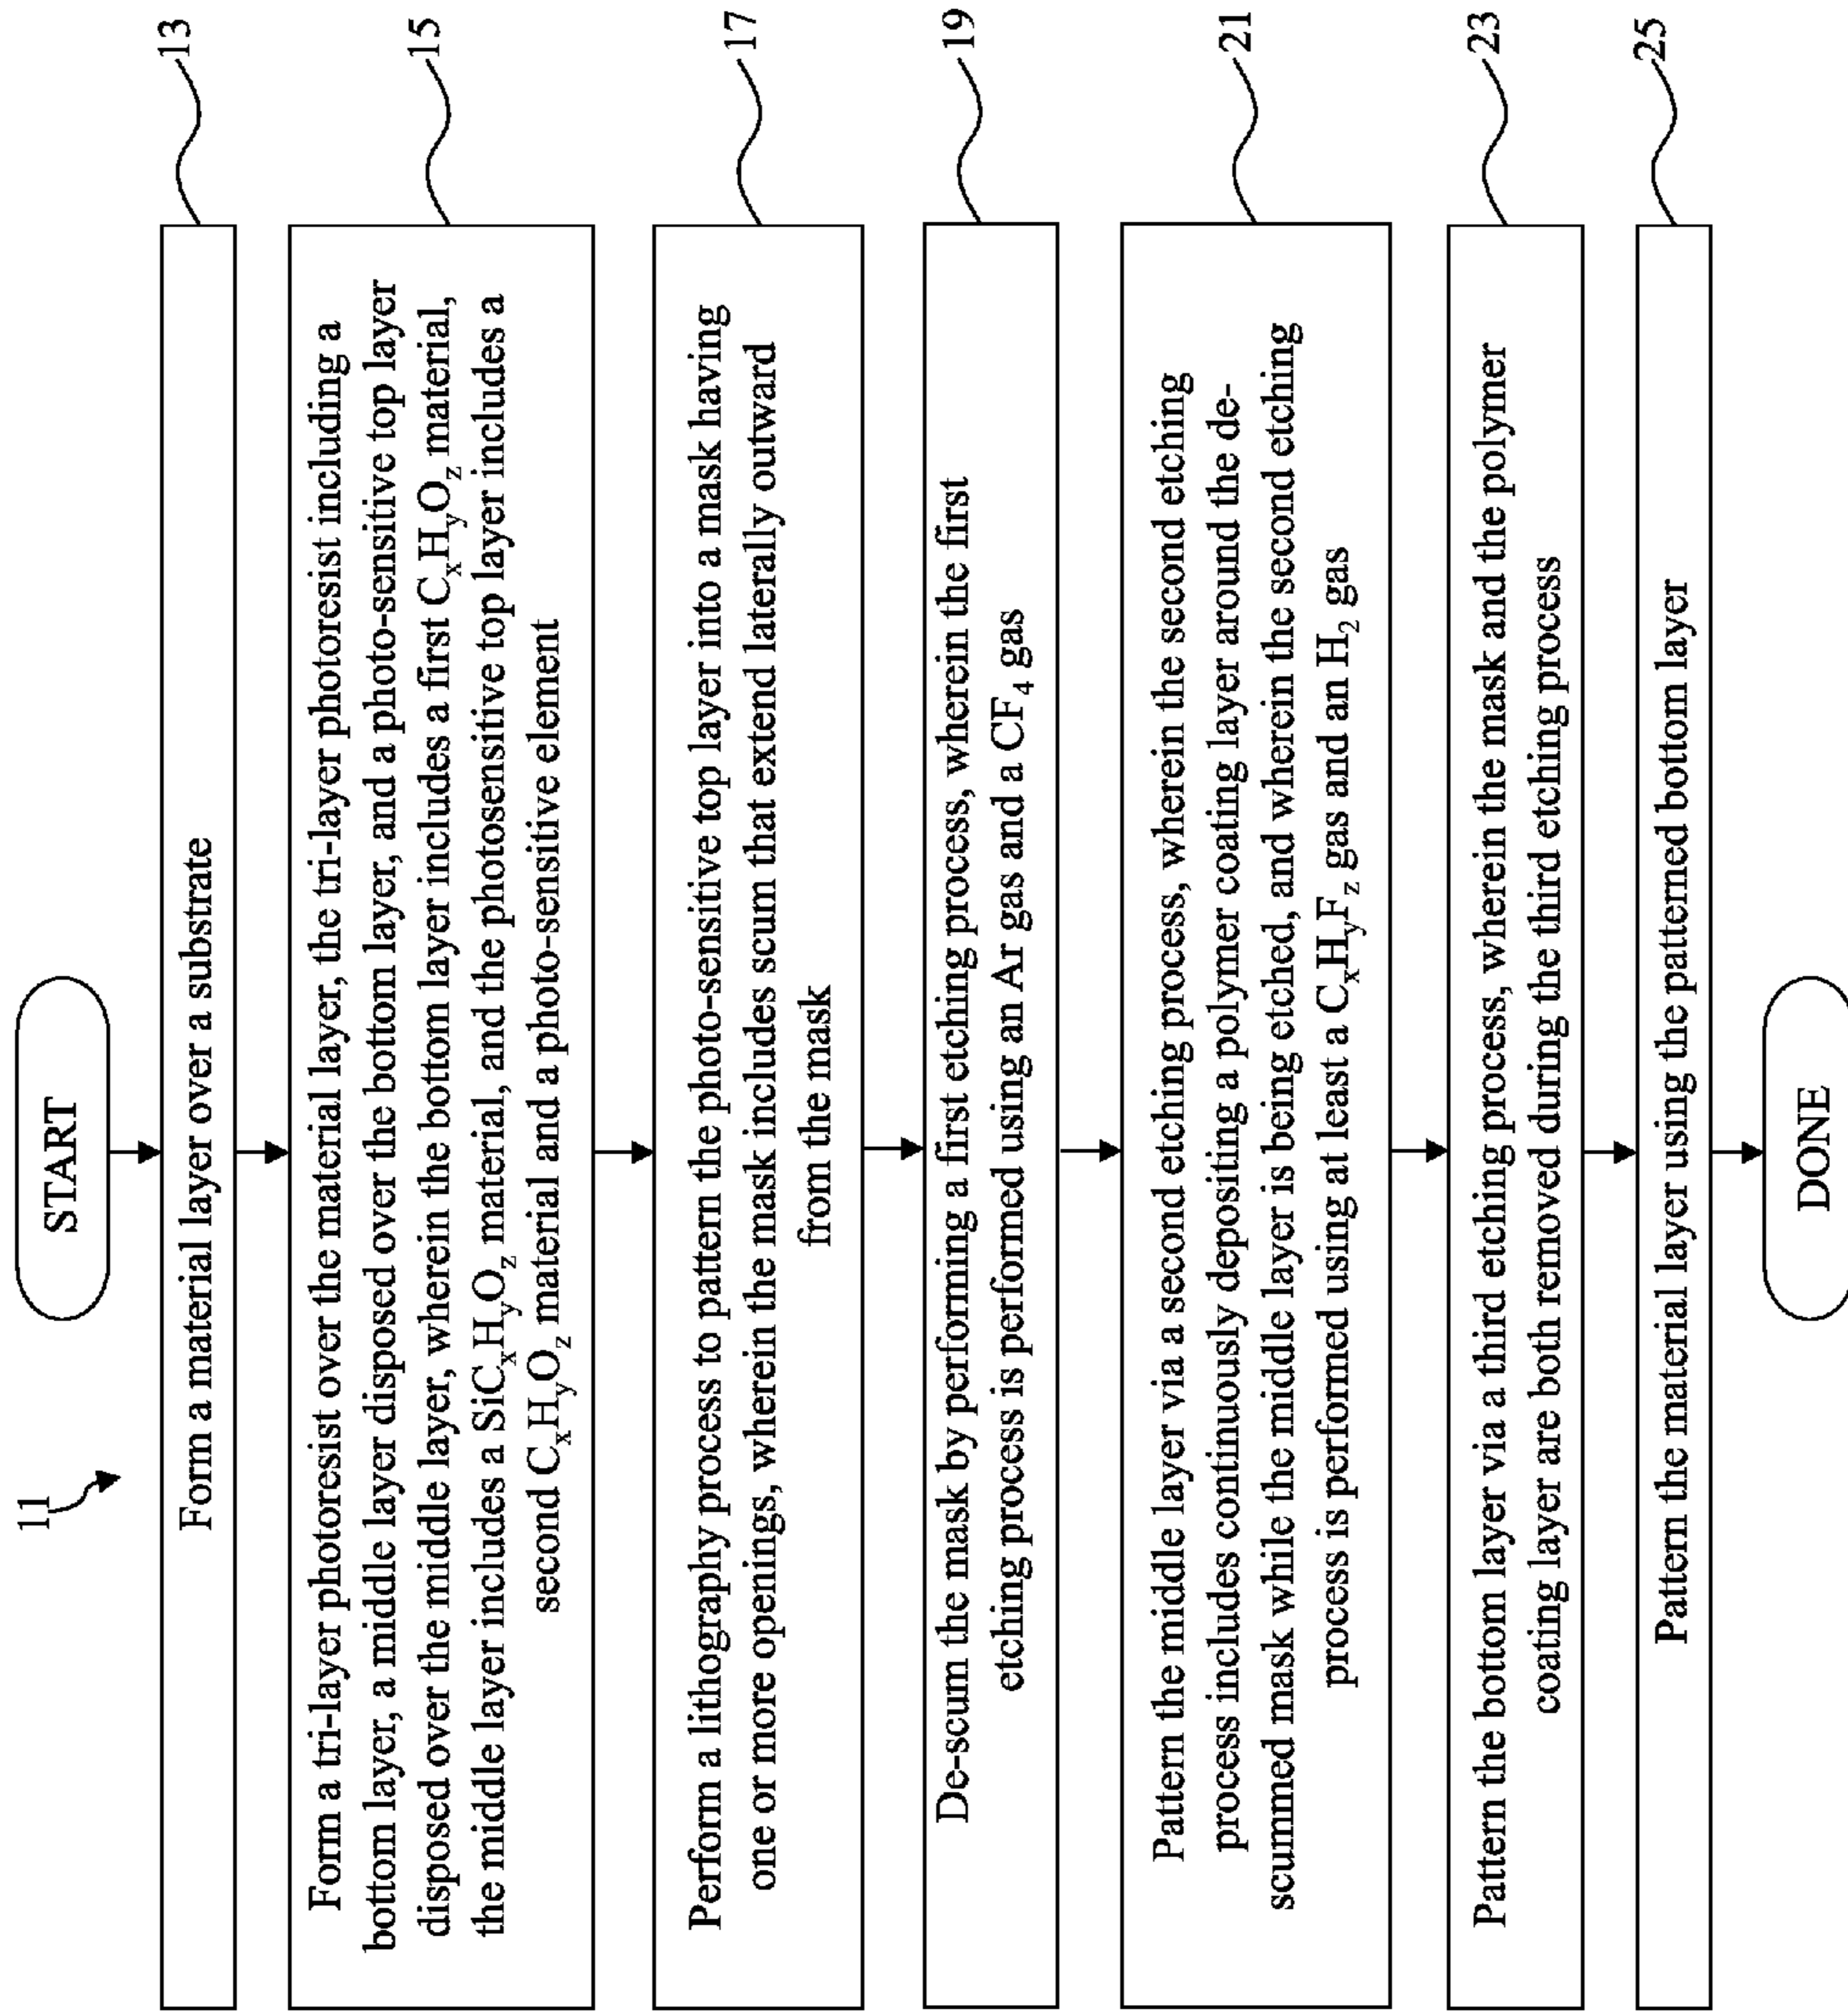 11
START
Form a material layer over a substrate
13
Form a tri-layer photoresist over the material layer, the tri-layer photoresist including a
bottom layer, a middle layer disposed over the bottom layer, and a photo-sensitive top layer
disposed over the middle layer, wherein the bottom layer includes a first CxHyOz material,
the middle layer includes a SiCxHyOz material, and the photosensitive top layer includes a
second CxHyOz material and a photo-sensitive element
15
Perform a lithography process to pattern the photo-sensitive top layer into a mask having
one or more openings, wherein the mask includes scum that extend laterally outward
from the mask
17
De-scum the mask by performing a first etching process, wherein the first
etching process is performed using an Ar gas and a CF4 gas
19
Pattern the middle layer via a second etching process, wherein the second etching
process includes continuously depositing a polymer coating layer around the de-
scummed mask while the middle layer is being etched, and wherein the second etching
process is performed using at least a CxHyFz gas and an H2 gas
21
Pattern the bottom layer via a third etching process, wherein the mask and the polymer
coating layer are both removed during the third etching process
23
Pattern the material layer using the patterned bottom layer
25
DONE